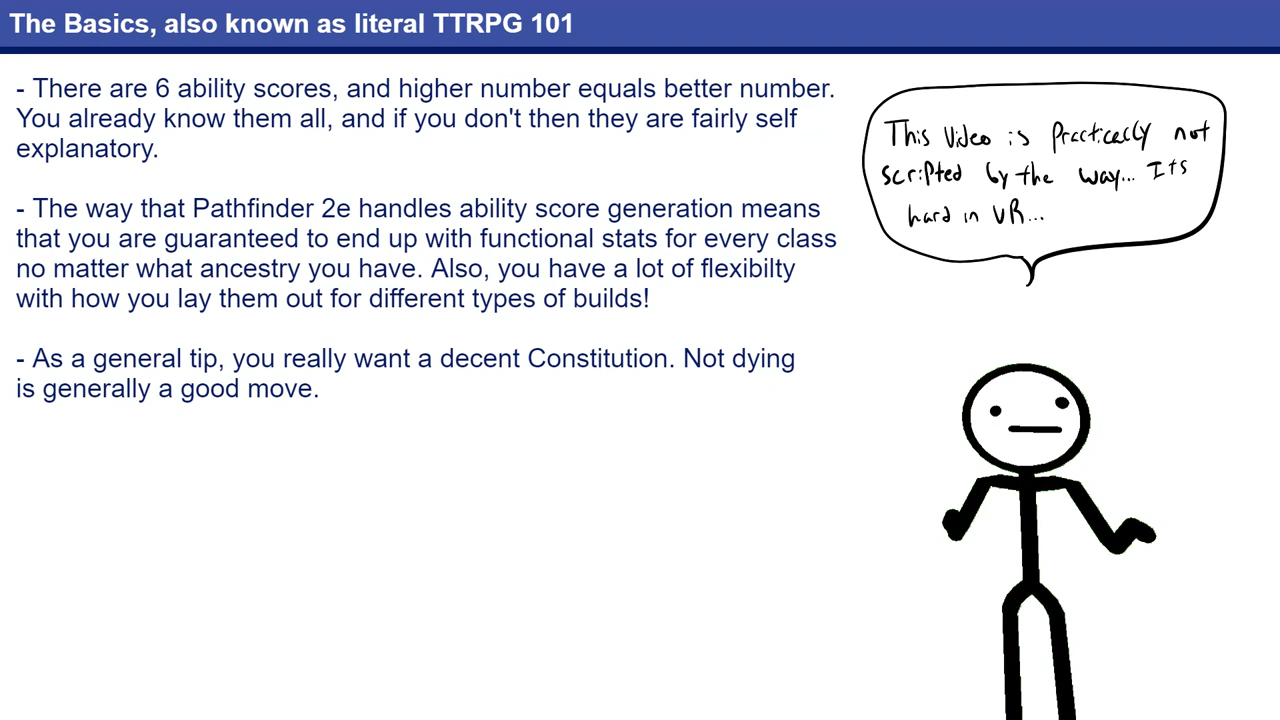 The Basics, also known as literal TTRPG 101
- There are 6 ability scores, and higher number equals better number.
You already know them all, and if you don't then they are fairly self
explanatory.
- The way that Pathfinder 2e handles ability score generation means
that you are guaranteed to end up with functional stats for every class
no matter what ancestry you have. Also, you have a lot of flexibilty
with how you lay them out for different types of builds!
- As a general tip, you really want a decent Constitution. Not dying
is generally a good move.
This Video is practically not
scripted by the way... Its
hard in VR...